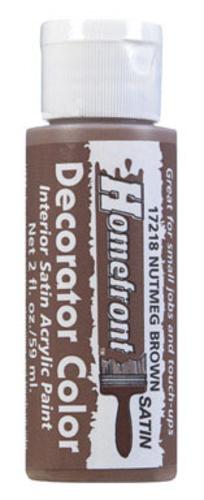 Great for small jobs and touch-ups
17218 NUTMEG BROWN
SATIN
Homefront™
Decorator Color
Interior Satin Acrylic Paint
Net 2 fl. oz./59 ml.